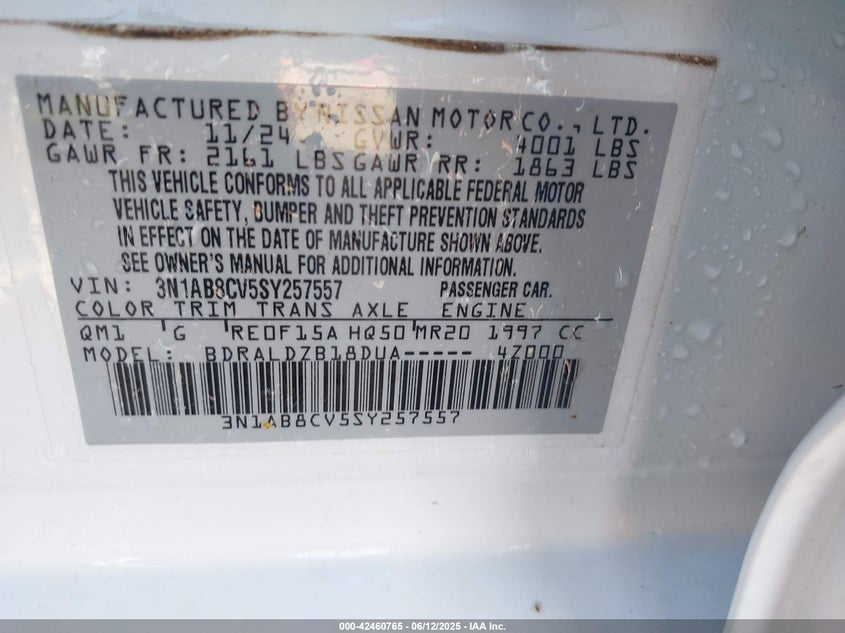 MANUFACTURED BY NISSAN MOTOR CO., LTD.
DATE: 11/24 GVWR: 4001 LBS
GAWR FR: 2161 LBS GAWR RR: 1863 LBS
THIS VEHICLE CONFORMS TO ALL APPLICABLE FEDERAL MOTOR
VEHICLE SAFETY, BUMPER AND THEFT PREVENTION STANDARDS
IN EFFECT ON THE DATE OF MANUFACTURE SHOWN ABOVE.
SEE OWNER'S MANUAL FOR ADDITIONAL INFORMATION.
VIN: 3N1AB8CV5SY257557 PASSENGER CAR.
COLOR TRIM TRANS AXLE ENGINE
QM1 G RE0F15A HQ50 MR20 1997 CC
MODEL: BDRALDZB18DUA----- 4Z000
3N1AB8CV5SY257557
000-42460765 - 06/12/2025 - IAA Inc.